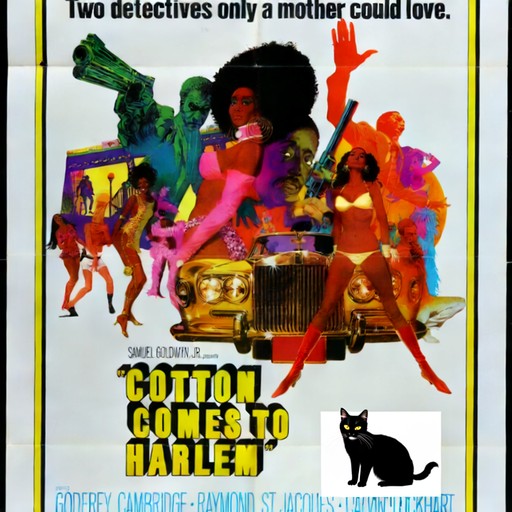 Two detectives only a mother could love.
SAMUEL GOLDWYN, JR. presents
"COTTON
COMES TO
HARLEM"
GODFREY CAMBRIDGE · RAYMOND ST. JACQUES ·